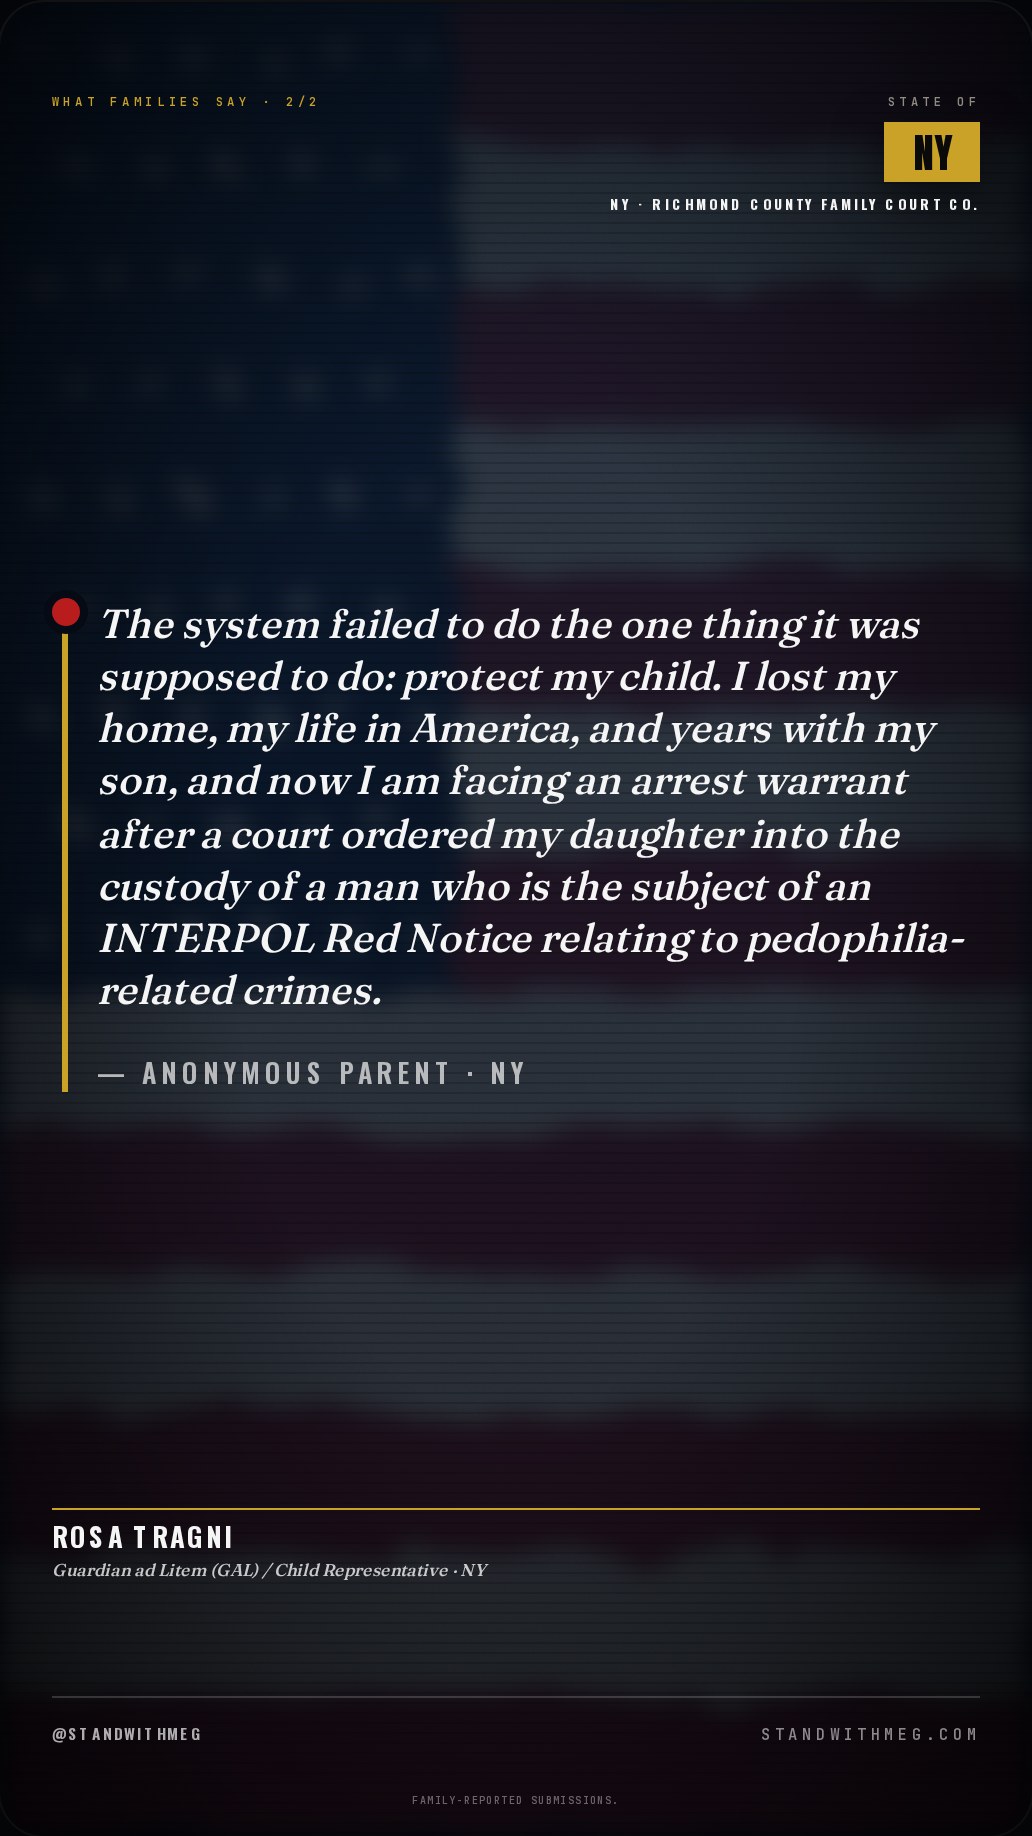 WHAT FAMILIES SAY · 2/2
STATE OF
NY
NY · RICHMOND COUNTY FAMILY COURT CO.
The system failed to do the one thing it was
supposed to do: protect my child. I lost my
home, my life in America, and years with my
son, and now I am facing an arrest warrant
after a court ordered my daughter into the
custody of a man who is the subject of an
INTERPOL Red Notice relating to pedophilia-
related crimes.
— ANONYMOUS PARENT · NY
ROSA TRAGNI
Guardian ad Litem (GAL) / Child Representative · NY
@STANDWITHMEG
STANDWITHMEG.COM
FAMILY-REPORTED SUBMISSIONS.